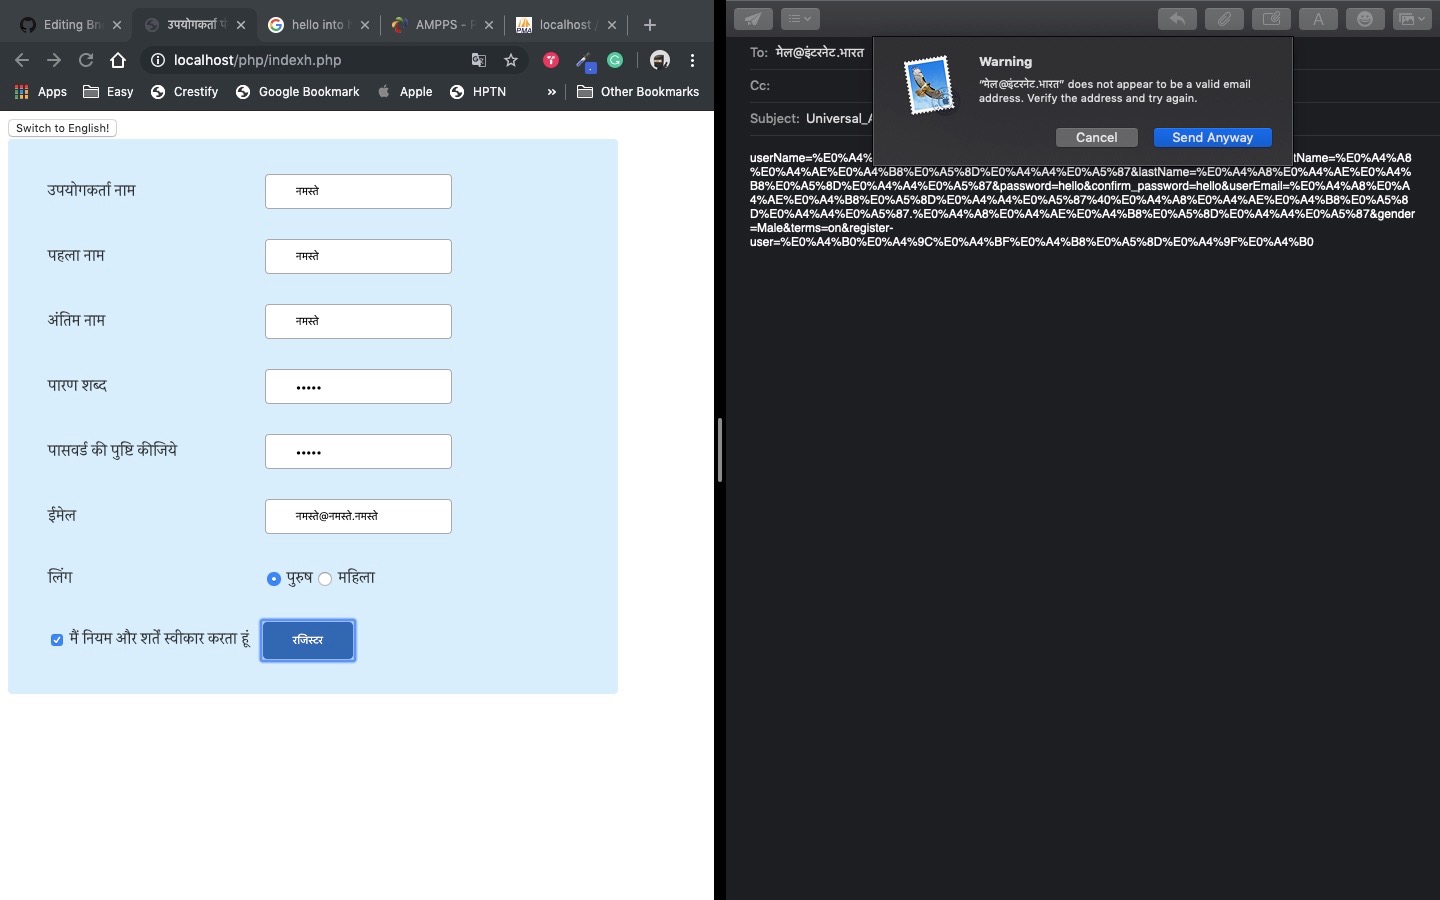 Editing Bn
उपयोगकर्ता पं
hello into h
AMPPS - F
localhost /
localhost/php/indexh.php
Apps
Easy
Crestify
Google Bookmark
Apple
HPTN
»
Other Bookmarks
Switch to English!
उपयोगकर्ता नाम
नमस्ते
पहला नाम
नमस्ते
अंतिम नाम
नमस्ते
पारण शब्द
•••••
पासवर्ड की पुष्टि कीजिये
•••••
ईमेल
नमस्ते@नमस्ते.नमस्ते
लिंग
पुरुष महिला
मैं नियम और शर्तें स्वीकार करता हूं रजिस्टर
To: मेल@इंटरनेट.भारत
Cc:
Subject: Universal_A
Warning
"मेल@इंटरनेट.भारत" does not appear to be a valid email
address. Verify the address and try again.
Cancel
Send Anyway
userName=%E0%A4% tName=%E0%A4%A8
%E0%A4%AE%E0%A4%B8%E0%A5%8D%E0%A4%A4%E0%A5%87&lastName=%E0%A4%A8%E0%A4%AE%E0%A4%
B8%E0%A5%8D%E0%A4%A4%E0%A5%87&password=hello&confirm_password=hello&userEmail=%E0%A4%A8%E0%A
4%AE%E0%A4%B8%E0%A5%8D%E0%A4%A4%E0%A5%87%40%E0%A4%A8%E0%A4%AE%E0%A4%B8%E0%A5%8
D%E0%A4%A4%E0%A5%87.%E0%A4%A8%E0%A4%AE%E0%A4%B8%E0%A5%8D%E0%A4%A4%E0%A5%87&gender
=Male&terms=on&register-
user=%E0%A4%B0%E0%A4%9C%E0%A4%BF%E0%A4%B8%E0%A5%8D%E0%A4%9F%E0%A4%B0